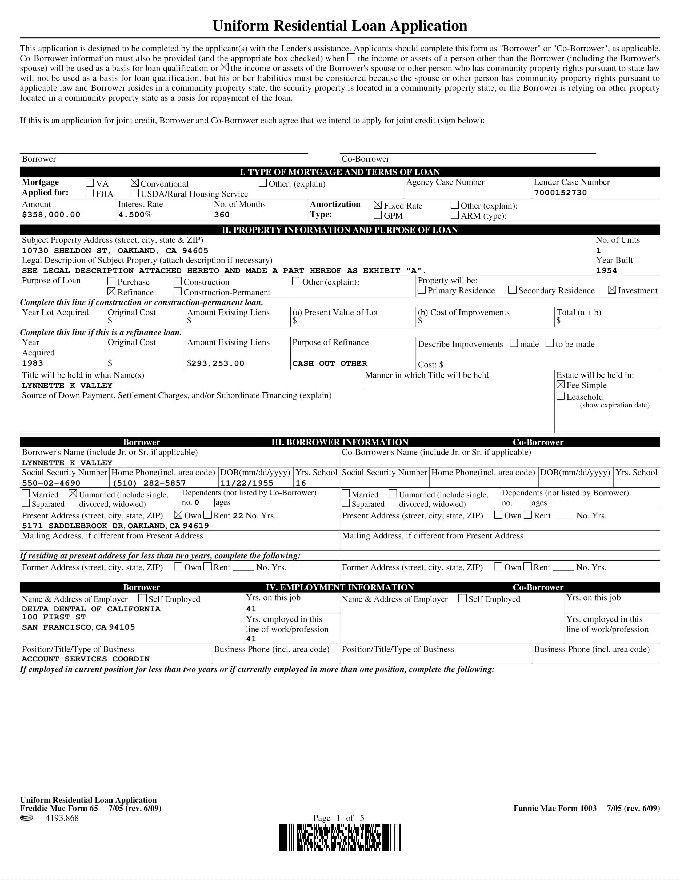 Uniform Residential Loan Application
This application is designed to be completed by the applicant(s) with the Lender's assistance. Applicants should complete this form as "Borrower" or "Co-Borrower", as applicable.
Co-Borrower information must also be provided (and the appropriate box checked) when ☐ the income or assets of a person other than the Borrower (including the Borrower's
spouse) will be used as a basis for loan qualification or ☒ the income or assets of the Borrower's spouse or other person who has community property rights pursuant to state law
will not be used as a basis for loan qualification, but his or her liabilities must be considered because the spouse or other person has community property rights pursuant to
applicable law and Borrower resides in a community property state, the security property is located in a community property state, or the Borrower is relying on other property
located in a community property state as a basis for repayment of the loan.
If this is an application for joint credit, Borrower and Co-Borrower each agree that we intend to apply for joint credit (sign below):
Borrower Co-Borrower
I. TYPE OF MORTGAGE AND TERMS OF LOAN
Mortgage ☐ VA ☒ Conventional ☐ Other: (explain) Agency Case Number Lender Case Number
Applied for: ☐ FHA ☐ USDA/Rural Housing Service 7000152730
Amount Interest Rate No. of Months Amortization ☒ Fixed Rate ☐ Other (explain):
$358,000.00 4.500% 360 Type: ☐ GPM ☐ ARM (type):
II. PROPERTY INFORMATION AND PURPOSE OF LOAN
Subject Property Address (street, city, state & ZIP) No. of Units
10730 SHELDON ST, OAKLAND, CA 94605 1
Legal Description of Subject Property (attach description if necessary) Year Built
SEE LEGAL DESCRIPTION ATTACHED HERETO AND MADE A PART HEREOF AS EXHIBIT "A". 1954
Purpose of Loan ☐ Purchase ☐ Construction ☐ Other (explain): Property will be:
☒ Refinance ☐ Construction-Permanent ☐ Primary Residence ☐ Secondary Residence ☒ Investment
Complete this line if construction or construction-permanent loan.
Year Lot Acquired Original Cost Amount Existing Liens (a) Present Value of Lot (b) Cost of Improvements Total (a + b)
$ $ $ $ $
Complete this line if this is a refinance loan.
Year Original Cost Amount Existing Liens Purpose of Refinance Describe Improvements ☐ made ☐ to be made
Acquired
1983 $ $293,253.00 CASH OUT OTHER Cost: $
Title will be held in what Name(s) Manner in which Title will be held Estate will be held in:
LYNNETTE K VALLEY ☒ Fee Simple
Source of Down Payment, Settlement Charges, and/or Subordinate Financing (explain) ☐ Leasehold
(show expiration date)
Borrower III. BORROWER INFORMATION Co-Borrower
Borrower's Name (include Jr. or Sr. if applicable) Co-Borrower's Name (include Jr. or Sr. if applicable)
LYNNETTE K VALLEY
Social Security Number Home Phone(incl. area code) DOB(mm/dd/yyyy) Yrs. School Social Security Number Home Phone(incl. area code) DOB(mm/dd/yyyy) Yrs. School
550-02-4690 (510) 282-5857 11/22/1955 16
☐ Married ☒ Unmarried (include single, Dependents (not listed by Co-Borrower) ☐ Married ☐ Unmarried (include single, Dependents (not listed by Borrower)
☐ Separated divorced, widowed) no. 0 ages ☐ Separated divorced, widowed) no. ages
Present Address (street, city, state, ZIP) ☒ Own ☐ Rent 22 No. Yrs. Present Address (street, city, state, ZIP) ☐ Own ☐ Rent ____ No. Yrs.
5171 SADDLEBROOK DR, OAKLAND, CA 94619
Mailing Address, if different from Present Address Mailing Address, if different from Present Address
If residing at present address for less than two years, complete the following:
Former Address (street, city, state, ZIP) ☐ Own ☐ Rent ____ No. Yrs. Former Address (street, city, state, ZIP) ☐ Own ☐ Rent ____ No. Yrs.
Borrower IV. EMPLOYMENT INFORMATION Co-Borrower
Name & Address of Employer ☐ Self Employed Yrs. on this job Name & Address of Employer ☐ Self Employed Yrs. on this job
DELTA DENTAL OF CALIFORNIA 41
100 FIRST ST Yrs. employed in this Yrs. employed in this
SAN FRANCISCO, CA 94105 line of work/profession line of work/profession
41
Position/Title/Type of Business Business Phone (incl. area code) Position/Title/Type of Business Business Phone (incl. area code)
ACCOUNT SERVICES COORDIN
If employed in current position for less than two years or if currently employed in more than one position, complete the following:
Uniform Residential Loan Application
Freddie Mac Form 65 7/05 (rev. 6/09) Fannie Mae Form 1003 7/05 (rev. 6/09)
4193.868 Page 1 of 5